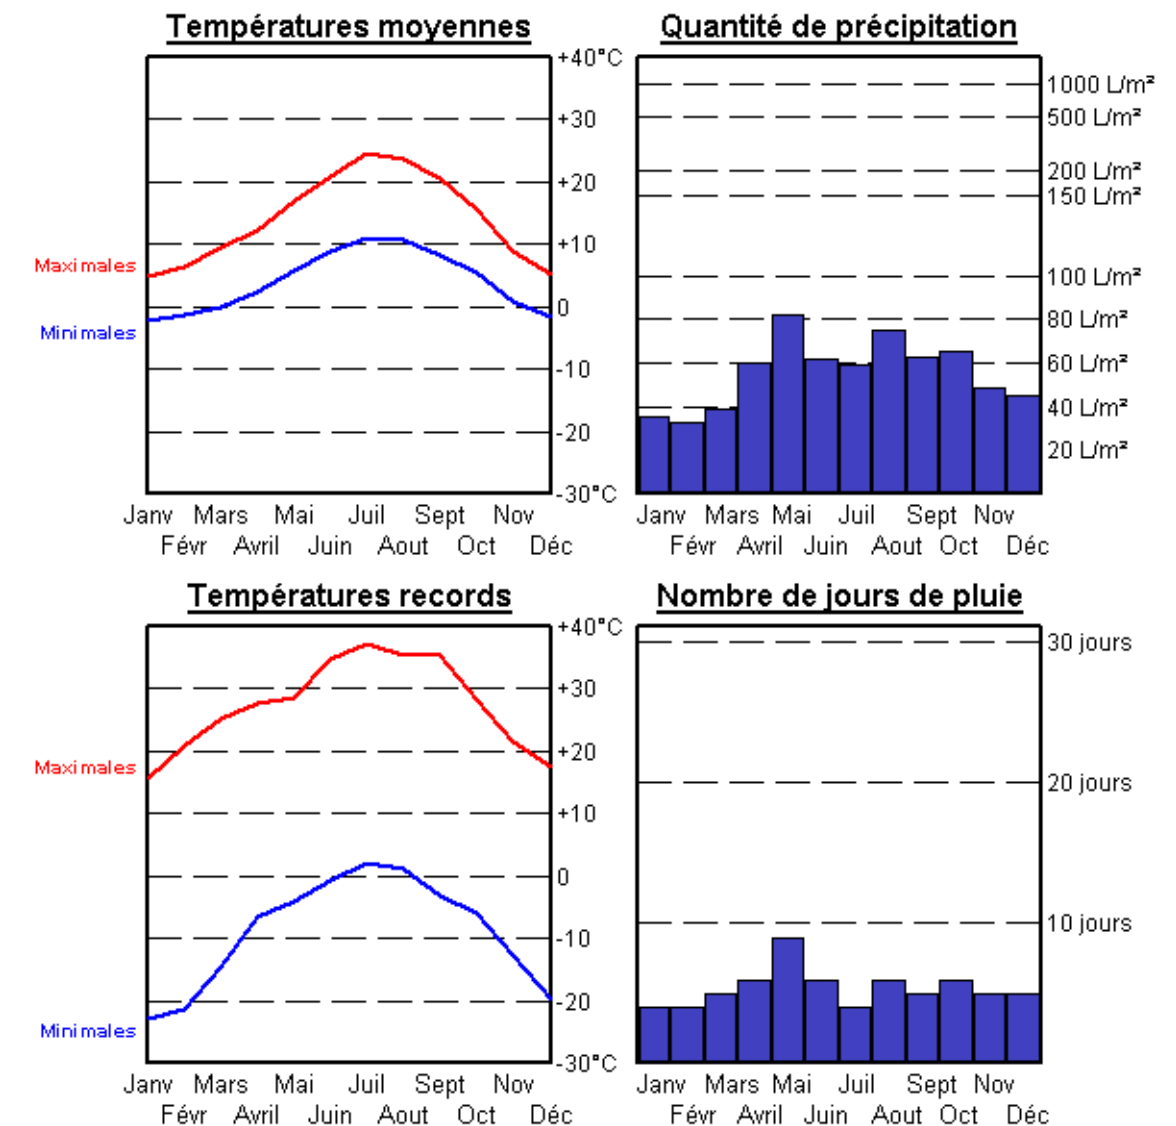 Températures moyennes
+40°C
+30
+20
+10
0
-10
-20
-30°C
Maximales
Minimales
Janv Mars Mai Juil Sept Nov
Févr Avril Juin Aout Oct Déc
Quantité de précipitation
1000 L/m²
500 L/m²
200 L/m²
150 L/m²
100 L/m²
80 L/m²
60 L/m²
40 L/m²
20 L/m²
Janv Mars Mai Juil Sept Nov
Févr Avril Juin Aout Oct Déc
Températures records
+40°C
+30
+20
+10
0
-10
-20
-30°C
Maximales
Minimales
Janv Mars Mai Juil Sept Nov
Févr Avril Juin Aout Oct Déc
Nombre de jours de pluie
30 jours
20 jours
10 jours
Janv Mars Mai Juil Sept Nov
Févr Avril Juin Aout Oct Déc